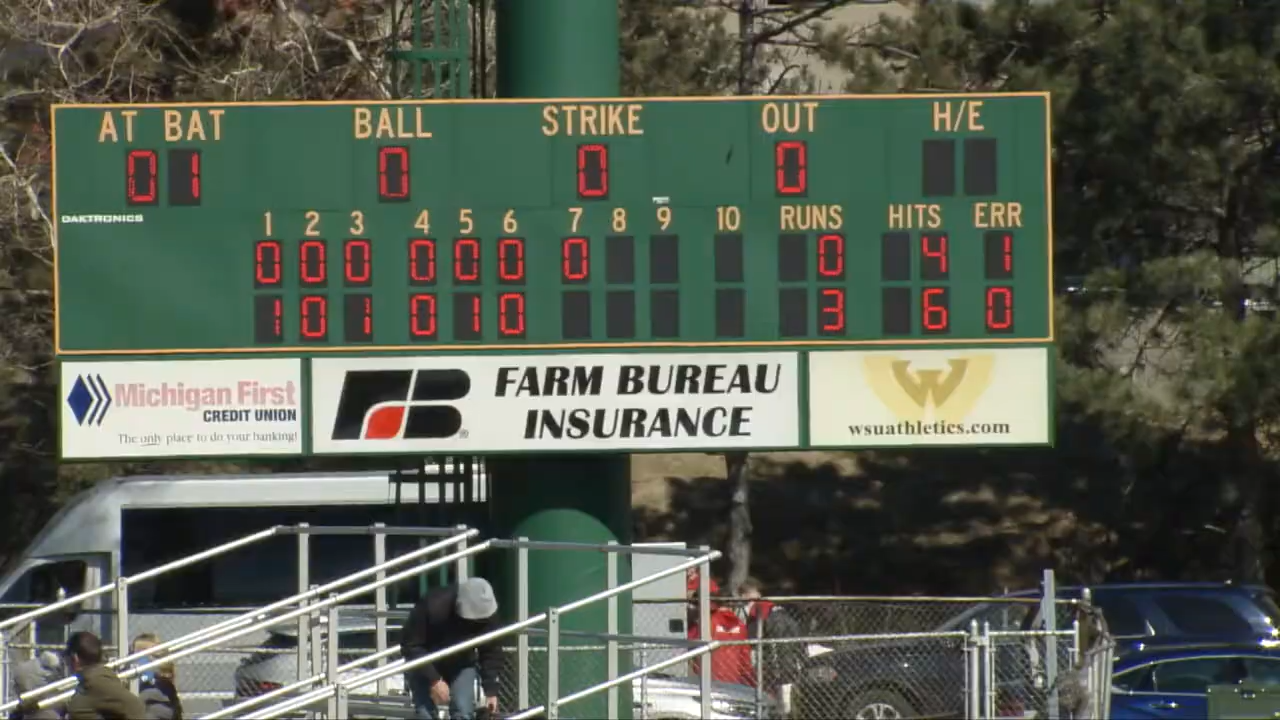 AT BAT BALL STRIKE OUT H/E
01 0 0 0
DAKTRONICS
1 2 3 4 5 6 7 8 9 10 RUNS HITS ERR
0 0 0 0 0 0 0 0 4 1
1 0 1 0 1 0 3 6 0
Michigan First
CREDIT UNION
The only place to do your banking!
FB®
FARM BUREAU
INSURANCE
W
wsuathletics.com